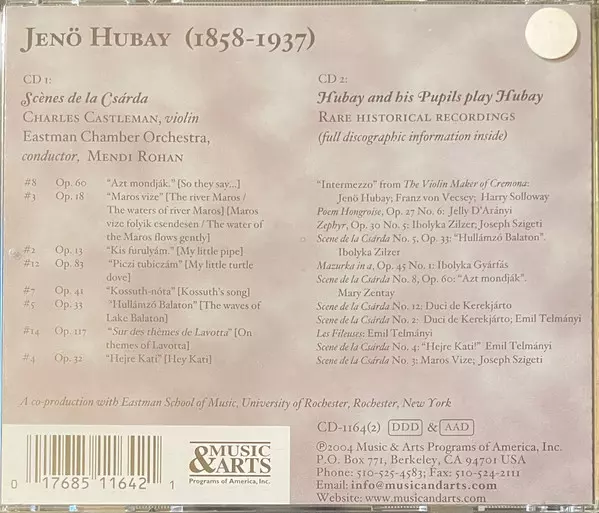 JENÖ HUBAY (1858-1937)
CD 1:
Scènes de la Csárda
CHARLES CASTLEMAN, violin
Eastman Chamber Orchestra,
conductor, MENDI ROHAN
#8 Op. 60 "Azt mondják." [So they say...]
#3 Op. 18 "Maros vize" [The river Maros /
The waters of river Maros] [Maros
vize folyik csendesen / The water of
the Maros flows gently]
#2 Op. 13 "Kis furulyám." [My little pipe]
#12 Op. 83 "Piczi tubiczám" [My little turtle
dove]
#7 Op. 41 "Kossuth-nóta" [Kossuth's song]
#5 Op. 33 "Hullámzó Balaton" [The waves of
Lake Balaton]
#14 Op. 117 "Sur des thèmes de Lavotta" [On
themes of Lavotta]
#4 Op. 32 "Hejre Kati" [Hey Kati]
CD 2:
Hubay and his Pupils play Hubay
RARE HISTORICAL RECORDINGS
(full discographic information inside)
"Intermezzo" from The Violin Maker of Cremona:
Jenö Hubay; Franz von Vecsey; Harry Solloway
Poem Hongroise, Op. 27 No. 6: Jelly D'Arányi
Zephyr, Op. 30 No. 5: Ibolyka Zilzer, Joseph Szigeti
Scene de la Csárda No. 5, Op. 33: "Hullámzó Balaton".
Ibolyka Zilzer
Mazurka in a, Op. 45 No. 1: Ibolyka Gyárfás
Scene de la Csárda No. 8, Op. 60: "Azt mondják".
Mary Zentay
Scene de la Csárda No. 12: Duci de Kerekjárto
Scene de la Csárda No. 2: Duci de Kerekjárto; Emil Telmányi
Les Fileuses: Emil Telmányi
Scene de la Csárda No. 4: "Hejre Kati!" Emil Telmányi
Scene de la Csárda No. 3: Maros Vize; Joseph Szigeti
A co-production with Eastman School of Music, University of Rochester, Rochester, New York
CD-1164(2) DDD & AAD
℗2004 Music & Arts Programs of America, Inc.
P.O. Box 771, Berkeley, CA 94701 USA
Phone: 510-525-4583; Fax: 510-524-2111
Email: info@musicandarts.com
Website: www.musicandarts.com
MUSIC
&ARTS
Programs of America, Inc.
0 17685 11642 1